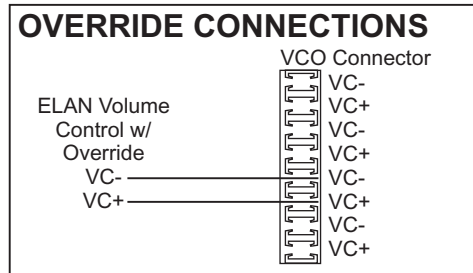 OVERRIDE CONNECTIONS
VCO Connector
VC-
VC+
VC-
VC+
VC-
VC+
VC-
VC+
ELAN Volume
Control w/
Override
VC-
VC+